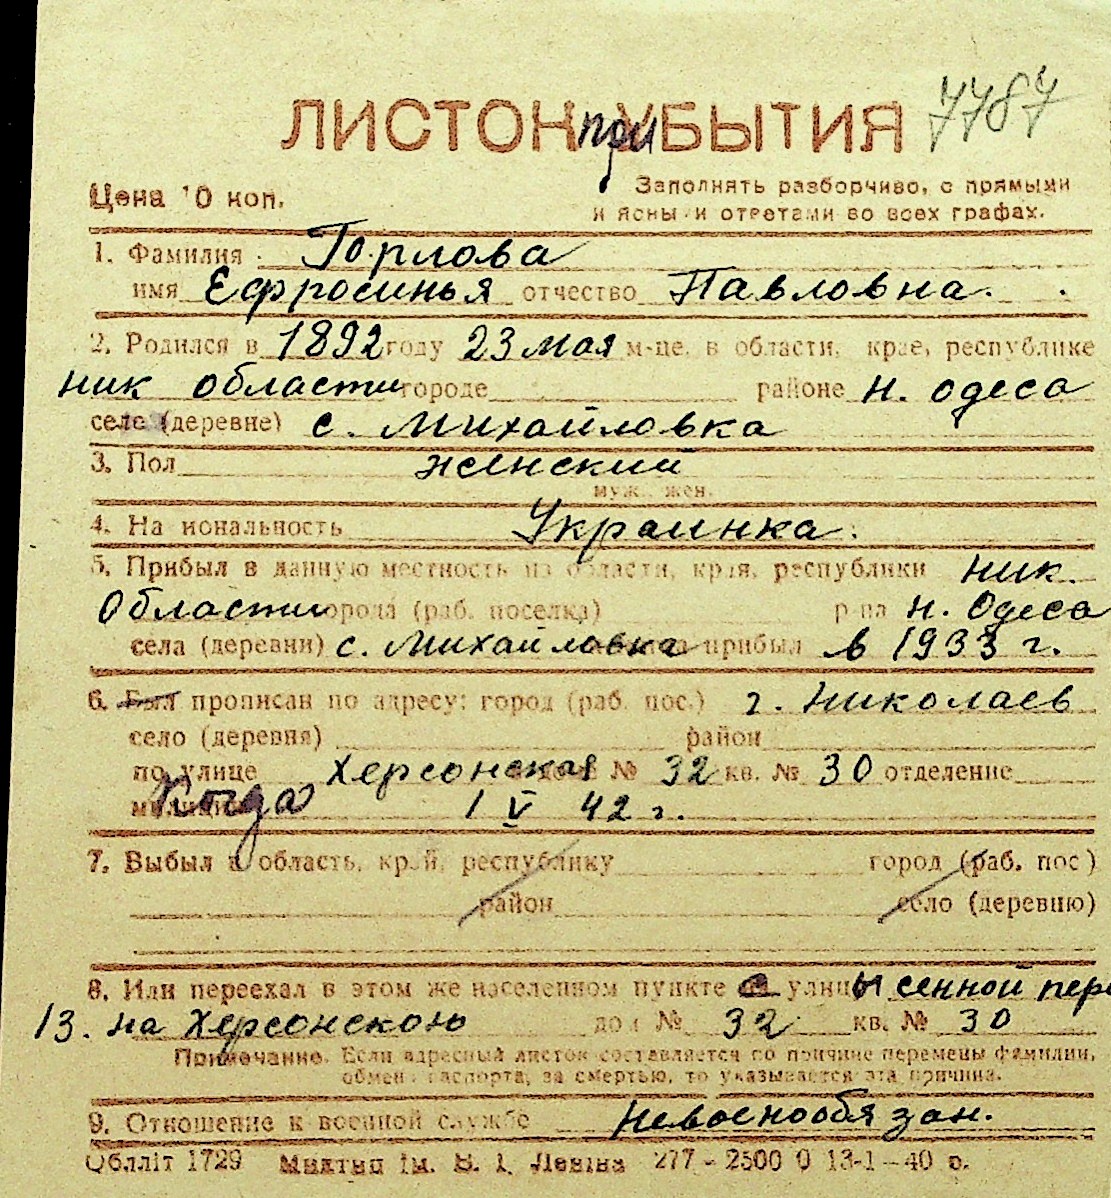 ЛИСТОК при УБЫТИЯ 7787
Цена 10 коп. Заполнять разборчиво, с прямыми
и ясными ответами во всех графах.
1. Фамилия Горлова
имя Ефросинья отчество Павловна.
2. Родился в 1892 году 23 мая м-це, в области, крае, республике
ник области городе районе н. одеса
селе (деревне) с. Михайловка
3. Пол женский
муж. жен.
4. Национальность Украинка.
5. Прибыл в данную местность из области, края, республики ник.
Области города (раб. поселка) р-на н. Одеса
села (деревни) с. Михайловка прибыл в 1933 г.
6. Был прописан по адресу: город (раб. пос.) г. Николаев
село (деревня) район
по улице Херсонская № 32 кв. № 30 отделение
милиции Когда 1 V 42 г.
7. Выбыл в область, край, республику город (раб. пос)
район село (деревню)
8. Или переехал в этом же населенном пункте с улицы сенной пер
13. на Херсонскою дом № 32 кв. № 30
Примечание. Если адресный листок составляется по причине перемены фамилии,
обмена паспорта, за смертью, то указывается эта причина.
9. Отношение к военной службе невоенообязан.
Облліт 1729 ім. В. І. Леніна 277 - 2500 0 13-1-40 р.